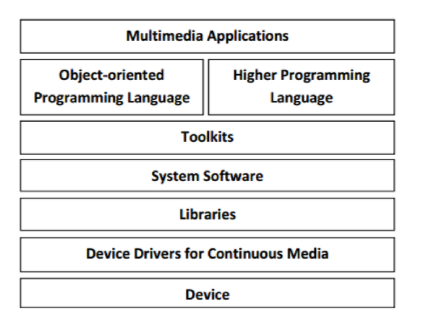 Multimedia Applications
Object-oriented
Programming Language
Higher Programming
Language
Toolkits
System Software
Libraries
Device Drivers for Continuous Media
Device